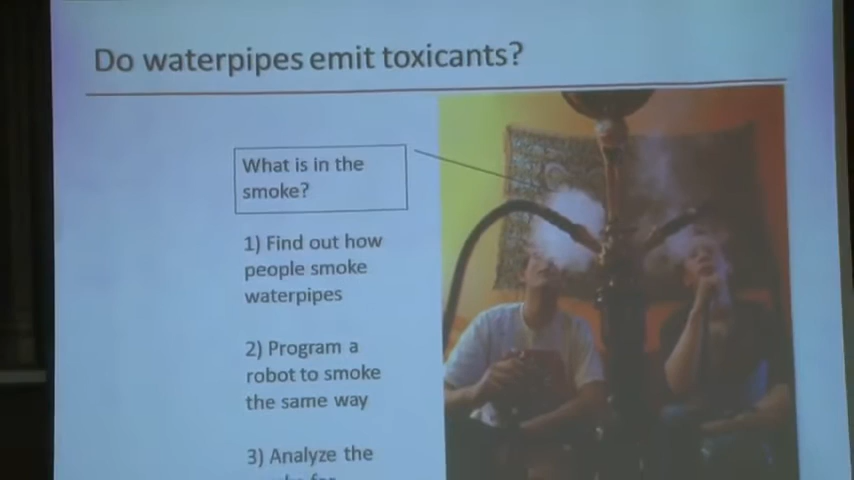 Do waterpipes emit toxicants?
What is in the
smoke?
1) Find out how
people smoke
waterpipes
2) Program a
robot to smoke
the same way
3) Analyze the